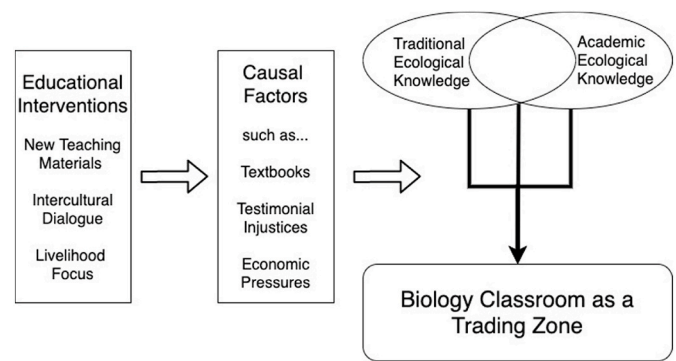 Educational
Interventions
New Teaching
Materials
Intercultural
Dialogue
Livelihood
Focus
Causal
Factors
such as...
Textbooks
Testimonial
Injustices
Economic
Pressures
Traditional
Ecological
Knowledge
Academic
Ecological
Knowledge
Biology Classroom as a
Trading Zone